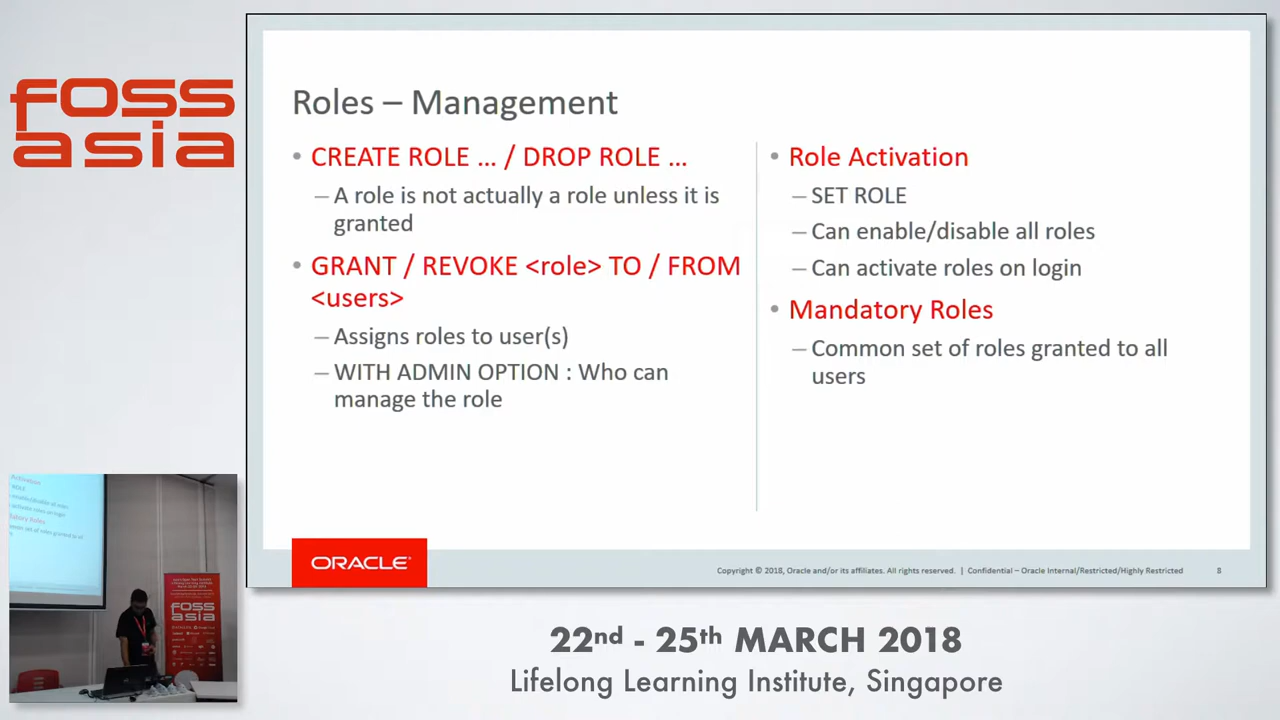 foss
asia
Roles – Management
• CREATE ROLE ... / DROP ROLE ...
– A role is not actually a role unless it is
granted
• GRANT / REVOKE <role> TO / FROM
<users>
– Assigns roles to user(s)
– WITH ADMIN OPTION : Who can
manage the role
• Role Activation
– SET ROLE
– Can enable/disable all roles
– Can activate roles on login
• Mandatory Roles
– Common set of roles granted to all
users
ORACLE®
Copyright © 2018, Oracle and/or its affiliates. All rights reserved. | Confidential – Oracle Internal/Restricted/Highly Restricted 8
foss
asia
22nd - 25th MARCH 2018
Lifelong Learning Institute, Singapore